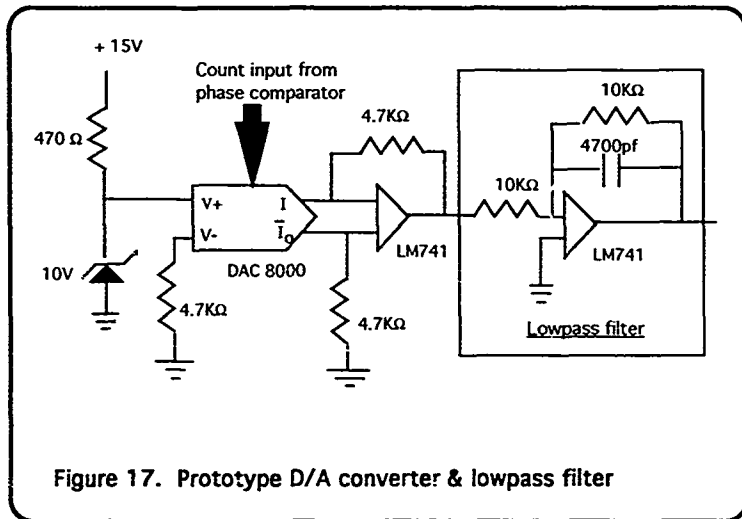 + 15V
Count input from
phase comparator
470 Ω
4.7KΩ
10KΩ
4700pf
10KΩ
V+
I
V-
I̅o
LM741
LM741
10V
DAC 8000
4.7KΩ
4.7KΩ
Lowpass filter
Figure 17. Prototype D/A converter & lowpass filter